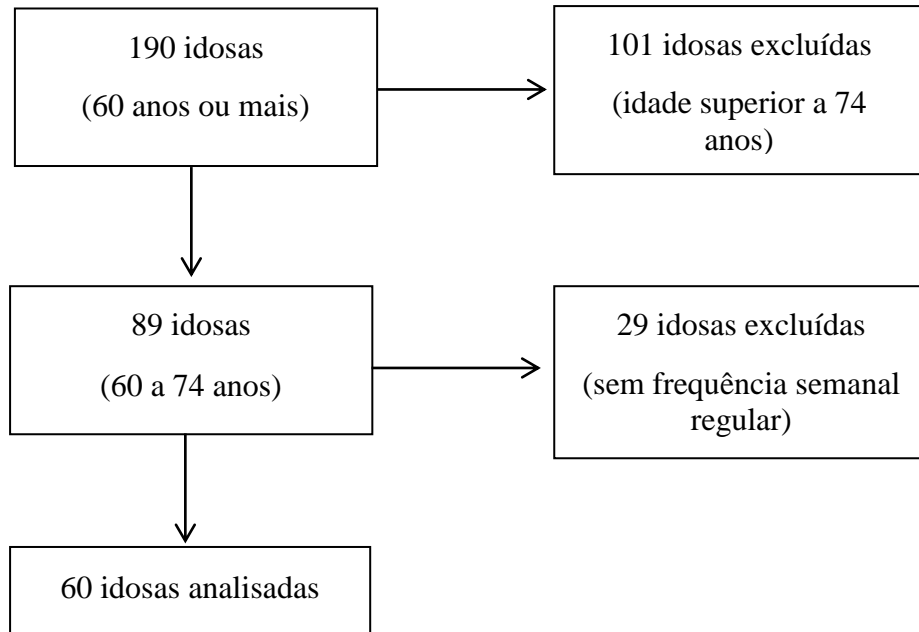 190 idosas
(60 anos ou mais)
101 idosas excluídas
(idade superior a 74
anos)
89 idosas
(60 a 74 anos)
29 idosas excluídas
(sem frequência semanal
regular)
60 idosas analisadas